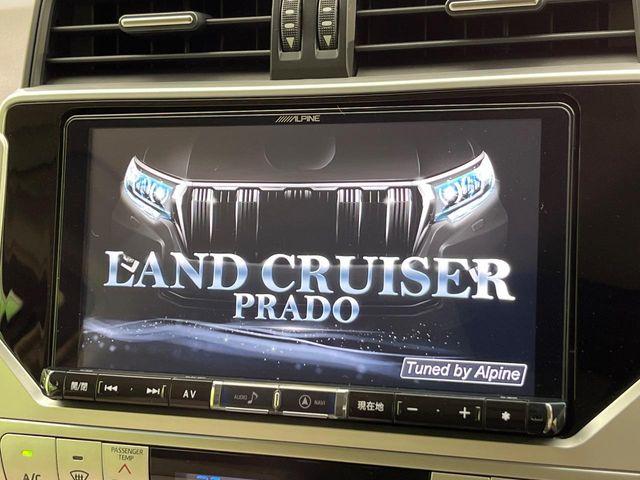 ALPINE
LAND CRUISER
PRADO
Tuned by Alpine
開/閉 AV AUDIO NAVI 現在地 − +
A/C PASSENGER TEMP